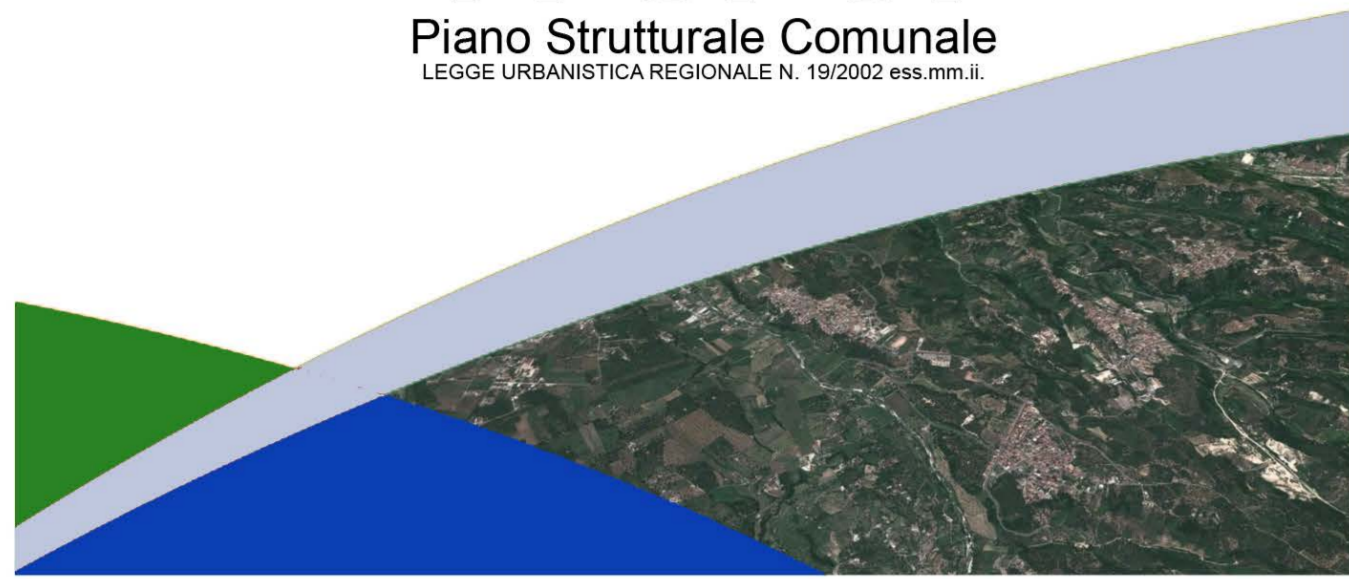 Piano Strutturale Comunale
LEGGE URBANISTICA REGIONALE N. 19/2002 ess.mm.ii.